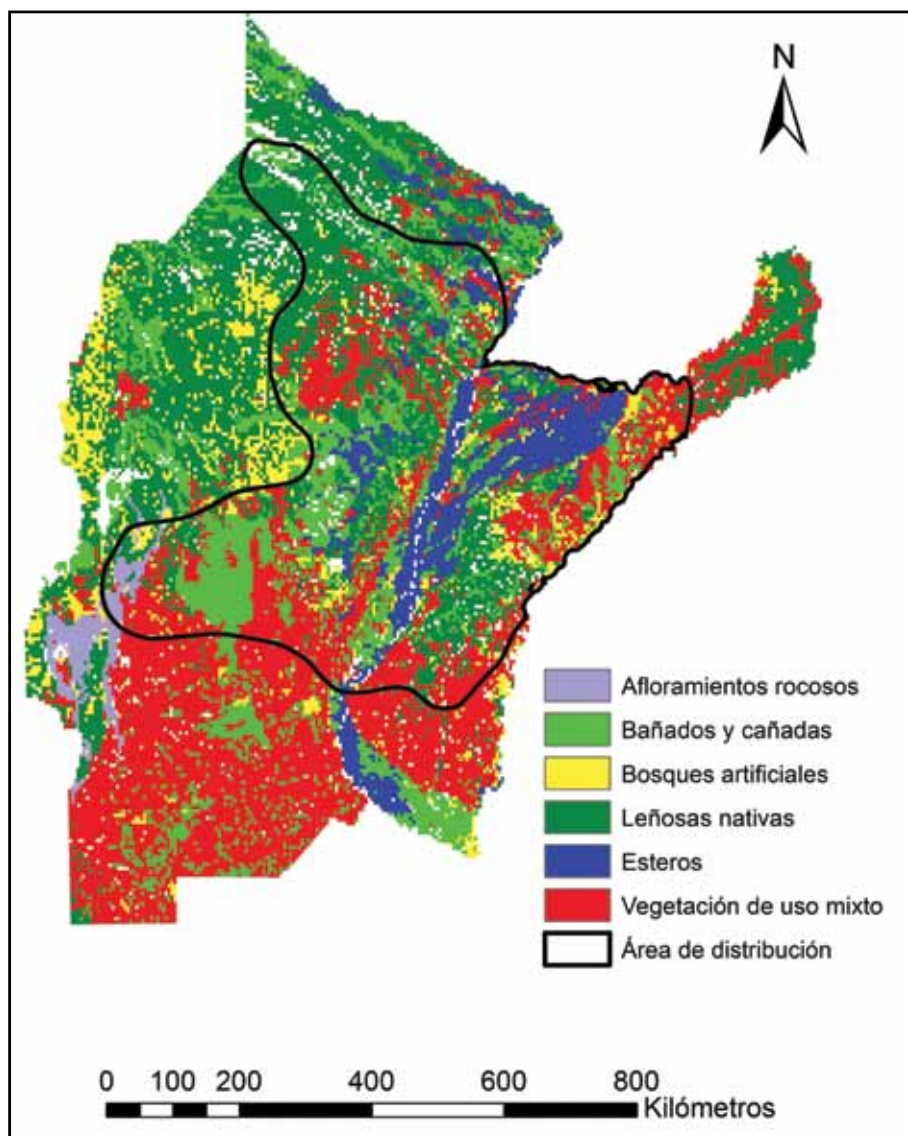 N
Afloramientos rocosos
Bañados y cañadas
Bosques artificiales
Leñosas nativas
Esteros
Vegetación de uso mixto
Área de distribución
0 100 200 400 600 800
Kilómetros